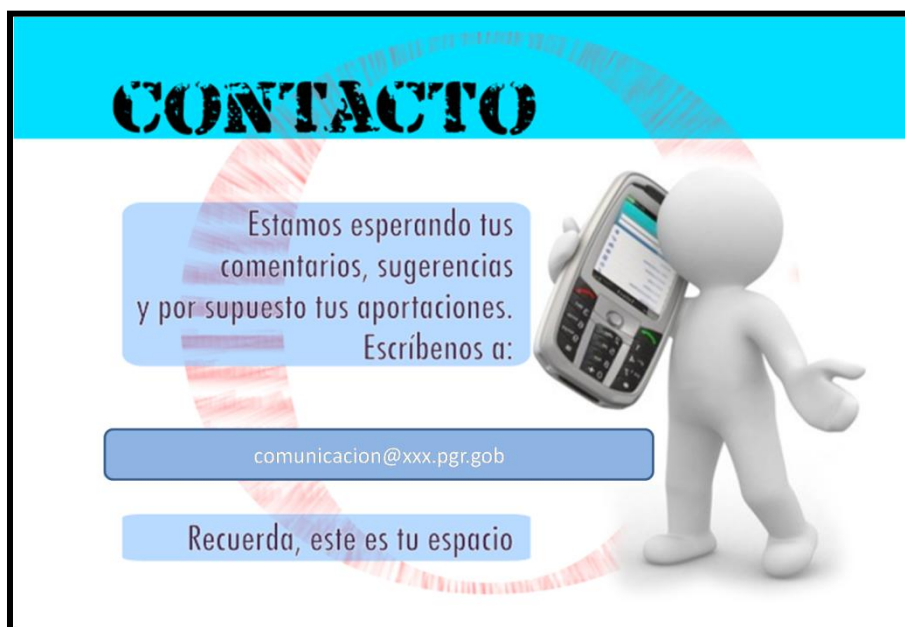 CONTACTO
Estamos esperando tus
comentarios, sugerencias
y por supuesto tus aportaciones.
Escríbenos a:
comunicacion@xxx.pgr.gob
Recuerda, este es tu espacio